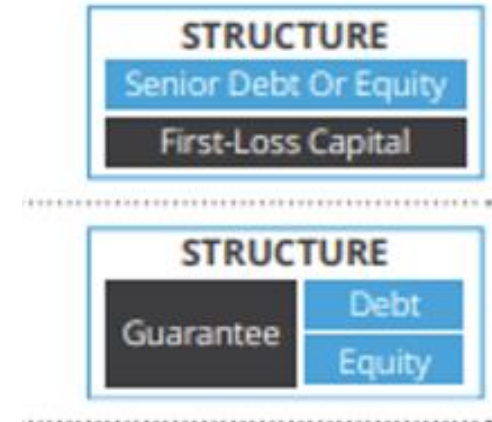 STRUCTURE
Senior Debt Or Equity
First-Loss Capital
STRUCTURE
Guarantee
Debt
Equity